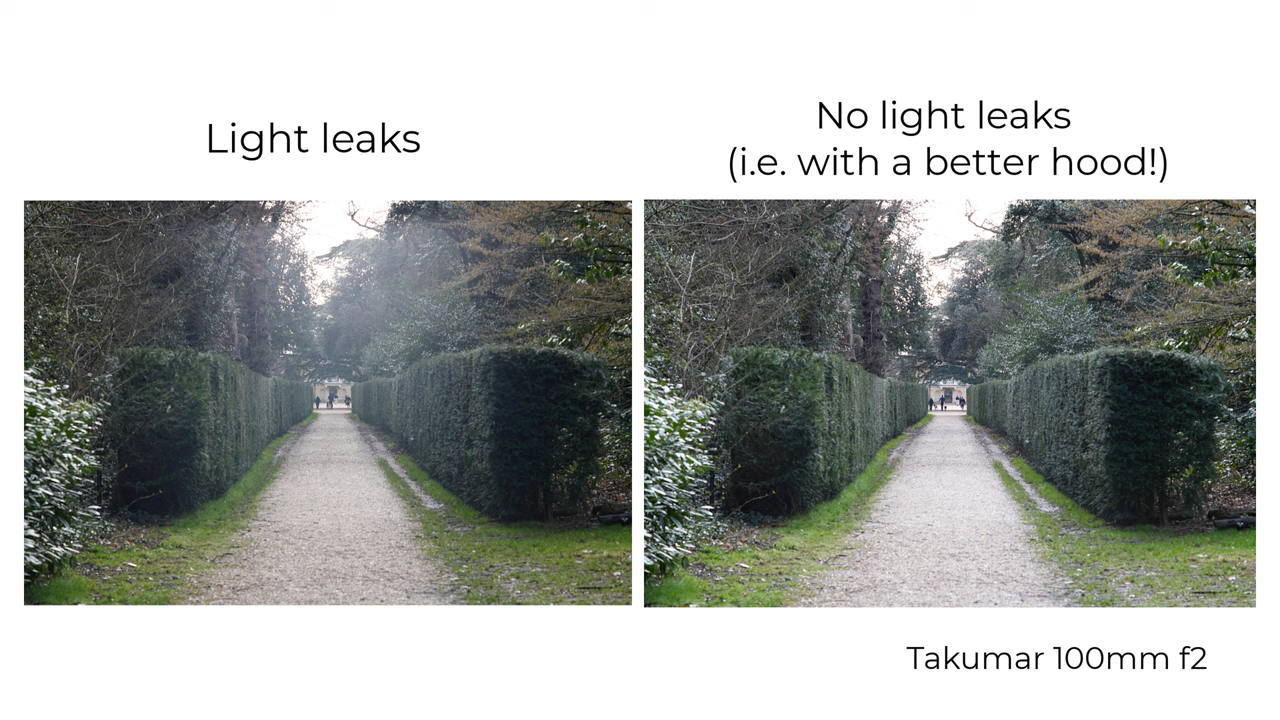 Light leaks
No light leaks
(i.e. with a better hood!)
Takumar 100mm f2